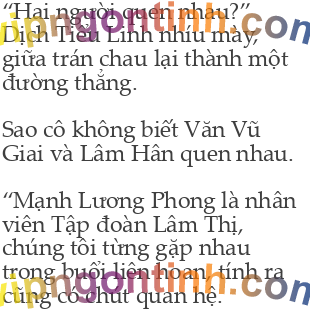 “Hai người quen nhau?”
Dịch Tiểu Linh nhíu mày,
giữa trán chau lại thành một
đường thẳng.
Sao cô không biết Văn Vũ
Giai và Lâm Hân quen nhau.
“Mạnh Lương Phong là nhân
viên Tập đoàn Lâm Thị,
chúng tôi từng gặp nhau
trong buổi liên hoan, tính ra
cũng có chút quan hệ.